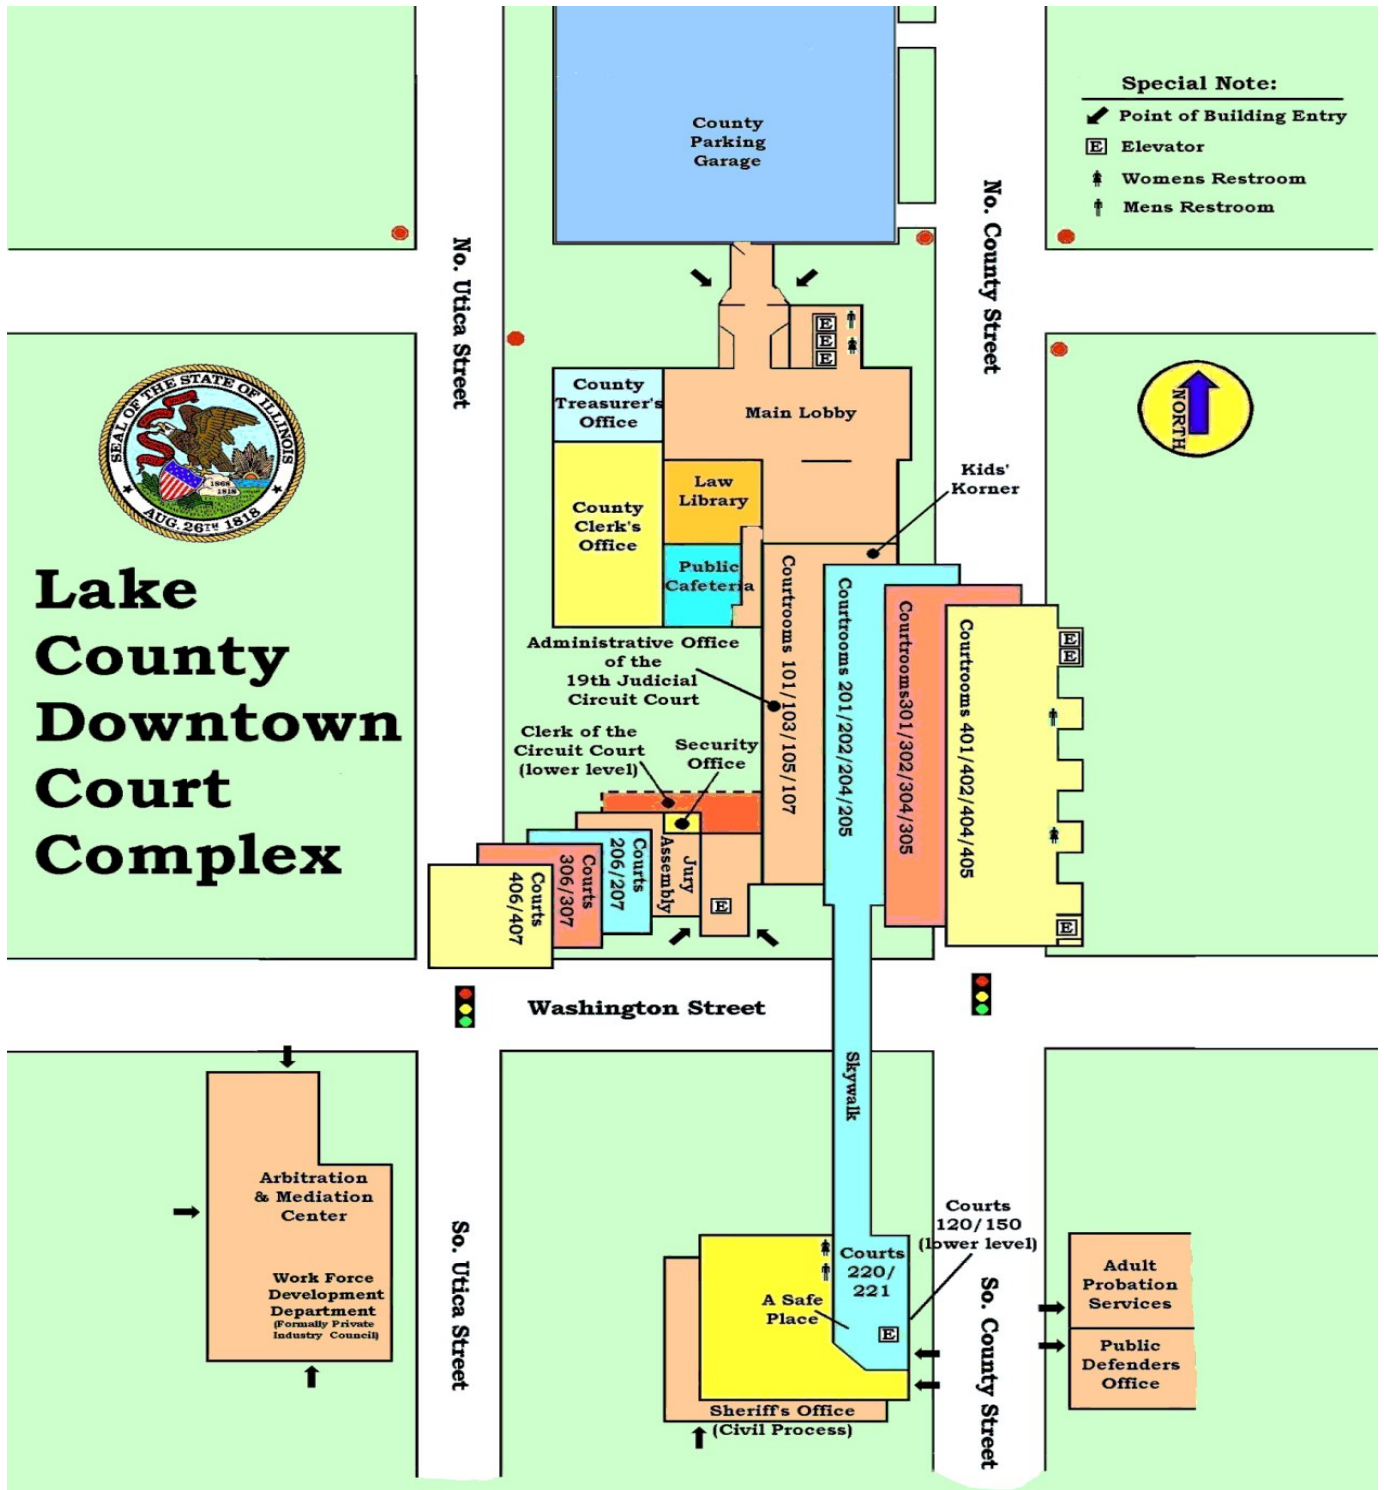 County
Parking
Garage
Special Note:
Point of Building Entry
E Elevator
Womens Restroom
Mens Restroom
No. Utica Street
No. County Street
E
E
E
County
Treasurer's
Office
Main Lobby
NORTH
SEAL OF THE STATE OF ILLINOIS
1868
1818
AUG. 26TH 1818
Lake
County
Downtown
Court
Complex
Law
Library
Kids'
Korner
County
Clerk's
Office
Public
Cafeteria
Courtrooms 101/103/105/107
Courtrooms 201/202/204/205
Courtrooms301/302/304/305
Courtrooms 401/402/404/405
E
E
E
Administrative Office
of the
19th Judicial
Circuit Court
Clerk of the
Circuit Court
(lower level)
Security
Office
Jury
Assembly
E
Courts
206/207
Courts
306/307
Courts
406/407
Washington Street
Skywalk
Arbitration
& Mediation
Center
Work Force
Development
Department
(Formally Private
Industry Council)
So. Utica Street
Courts
120/150
(lower level)
Courts
220/
221
A Safe
Place
E
Sheriff's Office
(Civil Process)
So. County Street
Adult
Probation
Services
Public
Defenders
Office